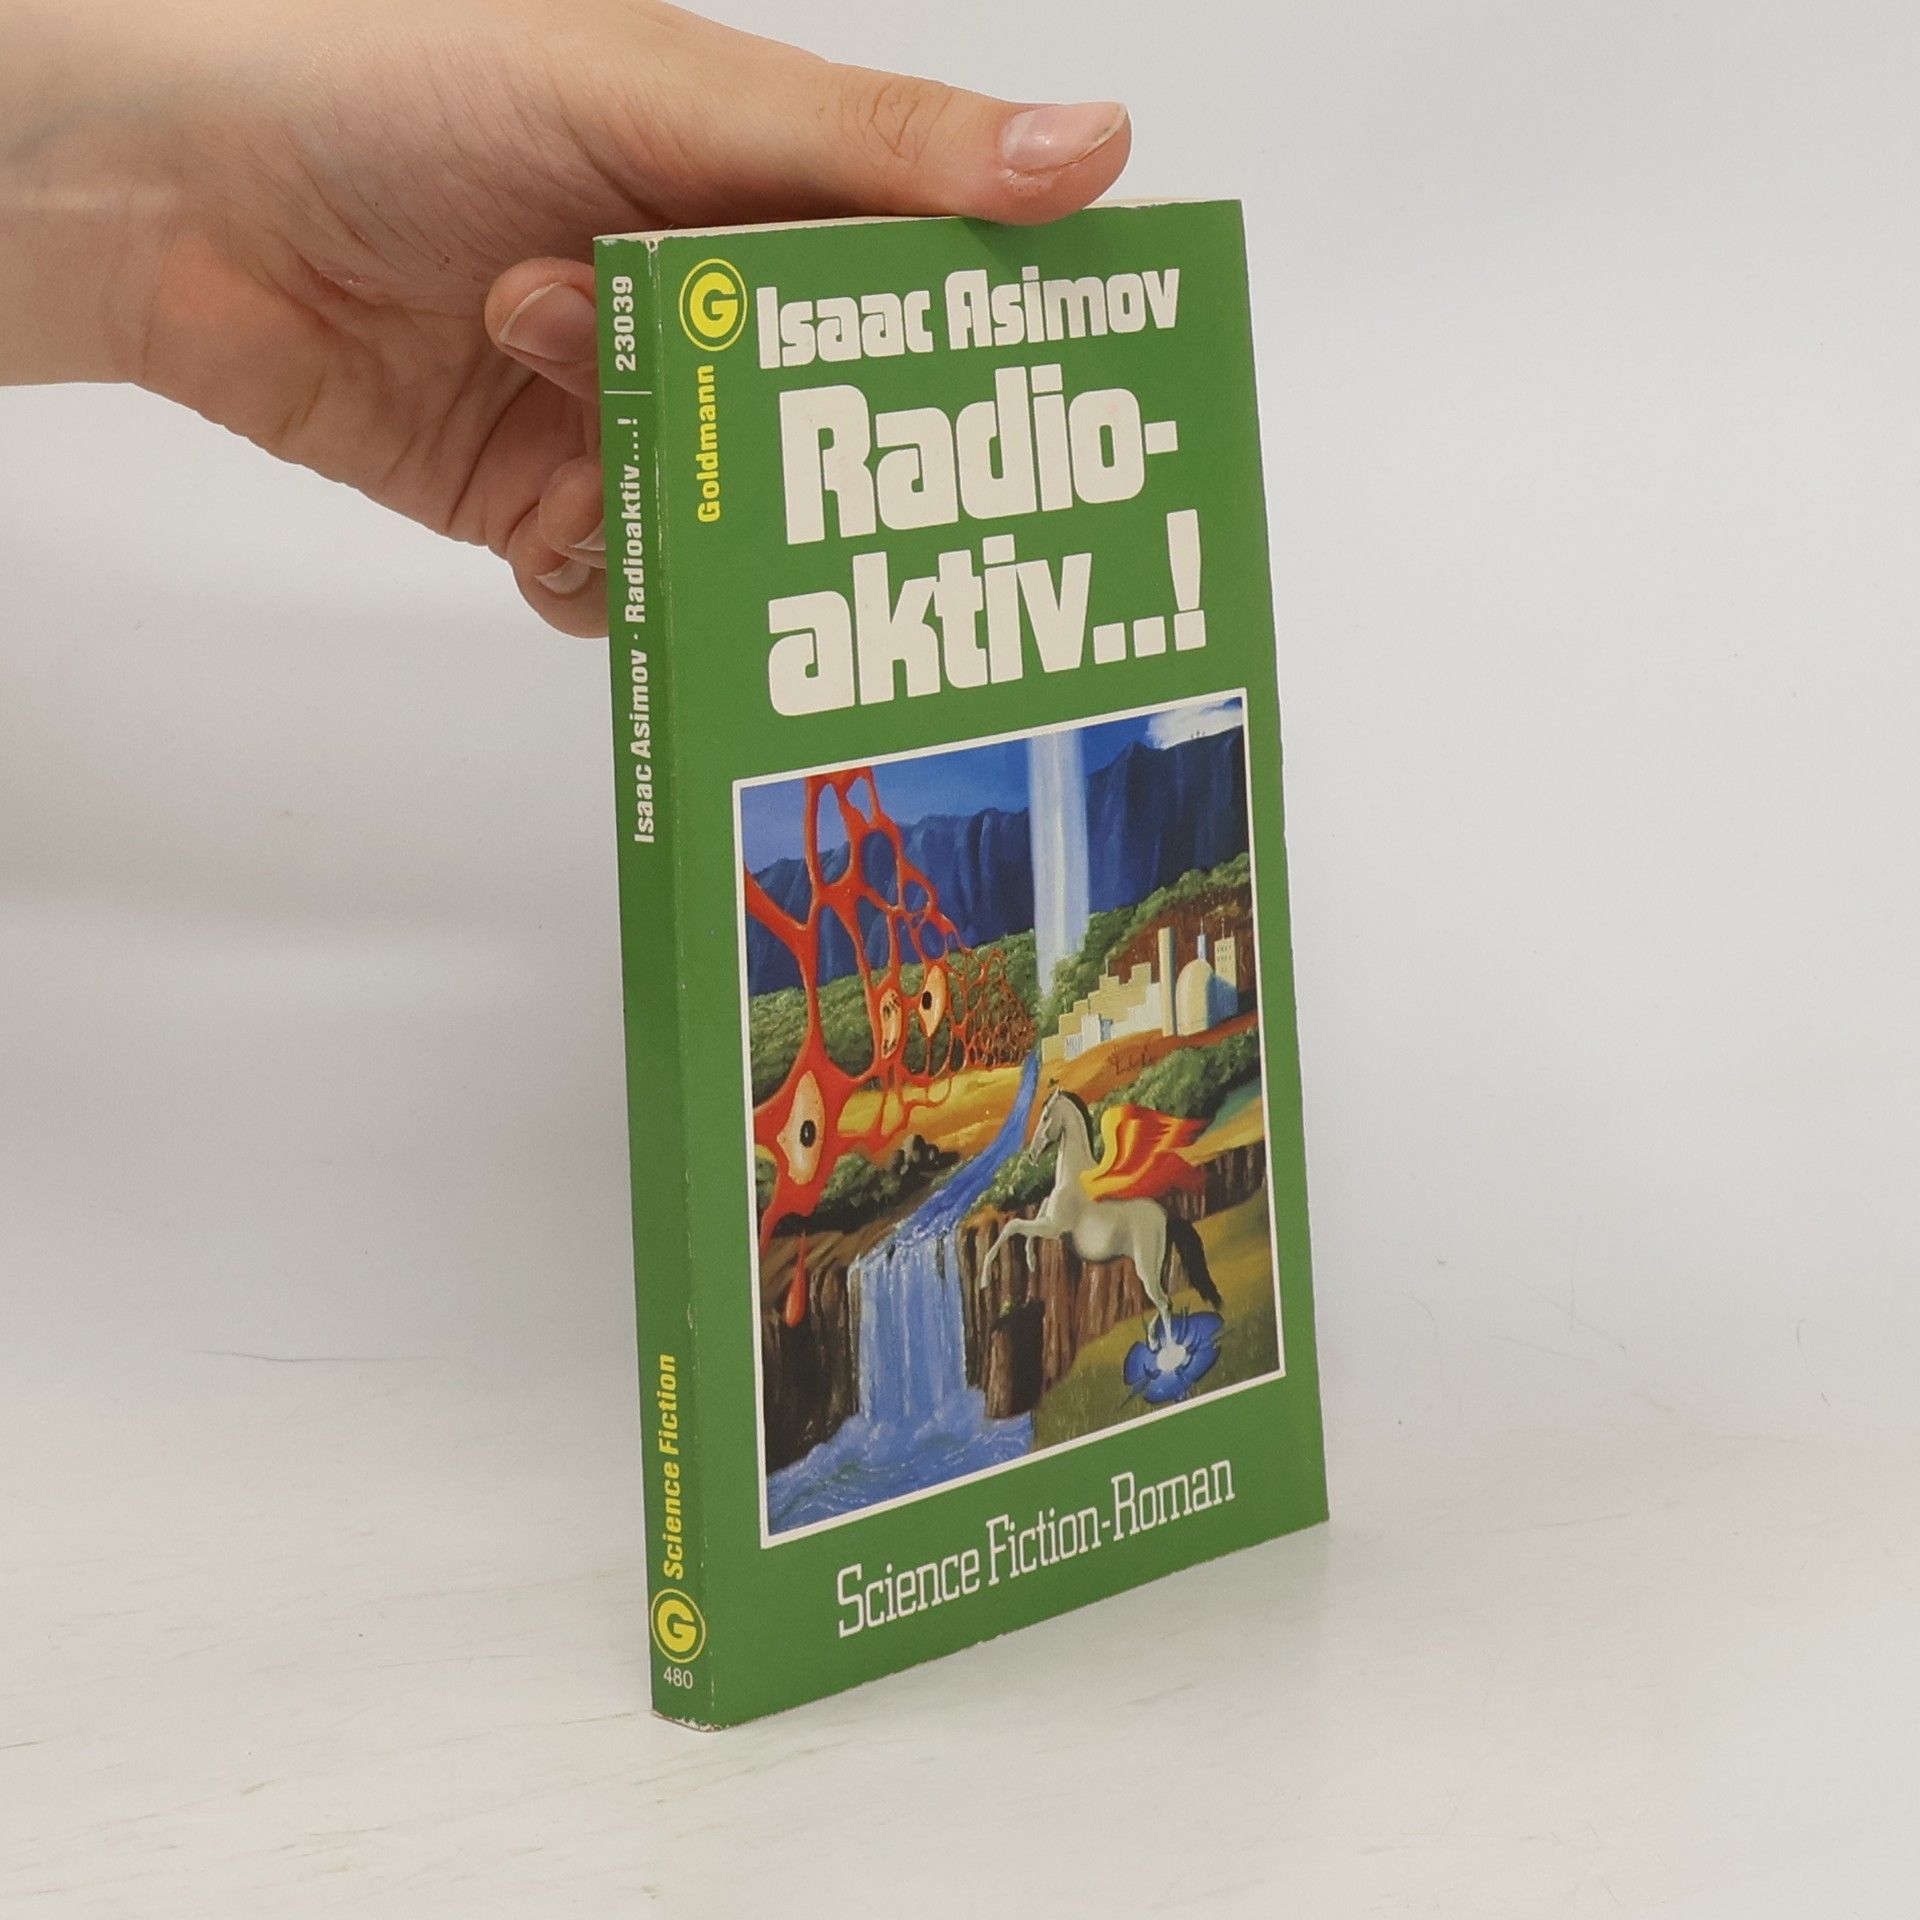 23039
Isaac Asimov · Radioaktiv...!
Science Fiction
G
480
G
Goldmann
Isaac Asimov
Radio-
aktiv...!
Science Fiction-Roman